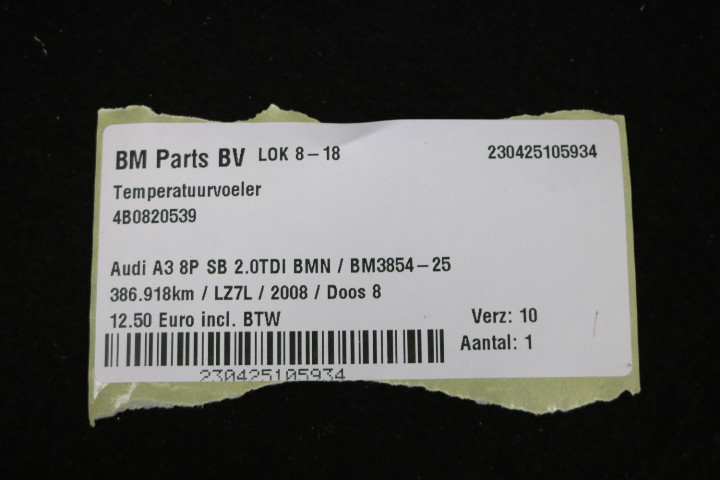 BM Parts BV LOK 8-18 230425105934
Temperatuurvoeler
4B0820539
Audi A3 8P SB 2.0TDI BMN / BM3854-25
386.918km / LZ7L / 2008 / Doos 8
12.50 Euro incl. BTW Verz: 10
Aantal: 1
230425105934